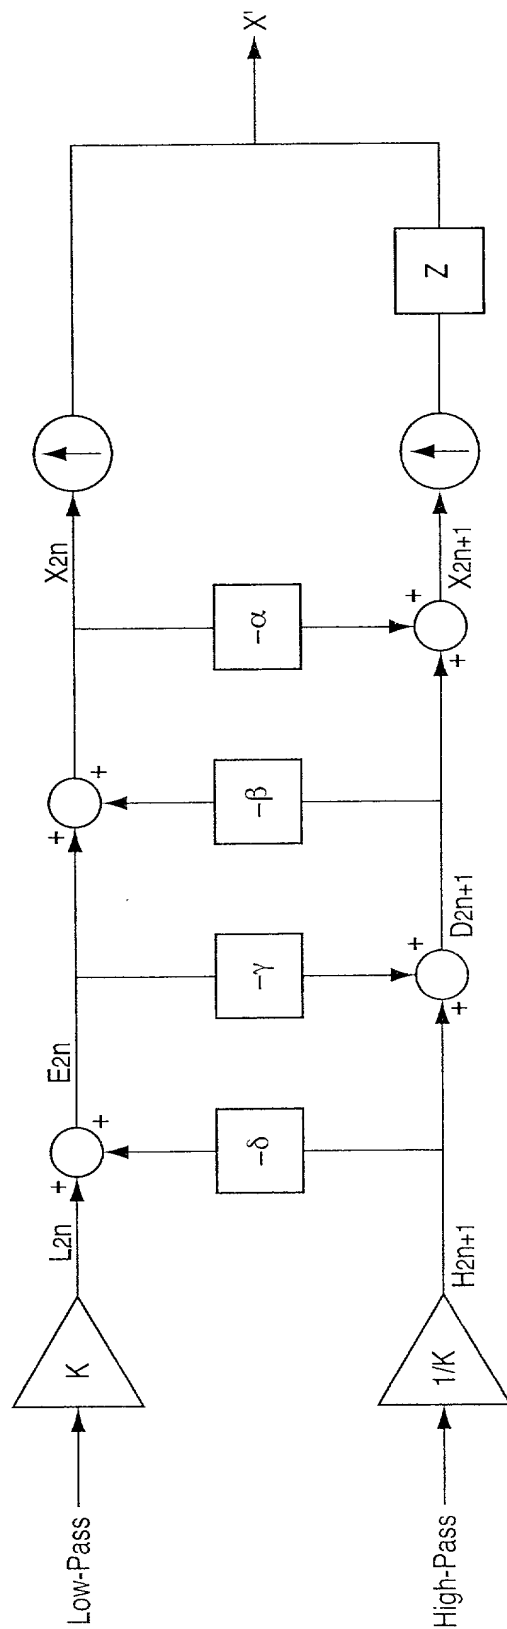 Low-Pass
K
L2n
+
+
E2n
+
+
X2n
X'
-δ
-γ
-β
-α
High-Pass
1/K
H2n+1
+
+
D2n+1
+
+
X2n+1
Z